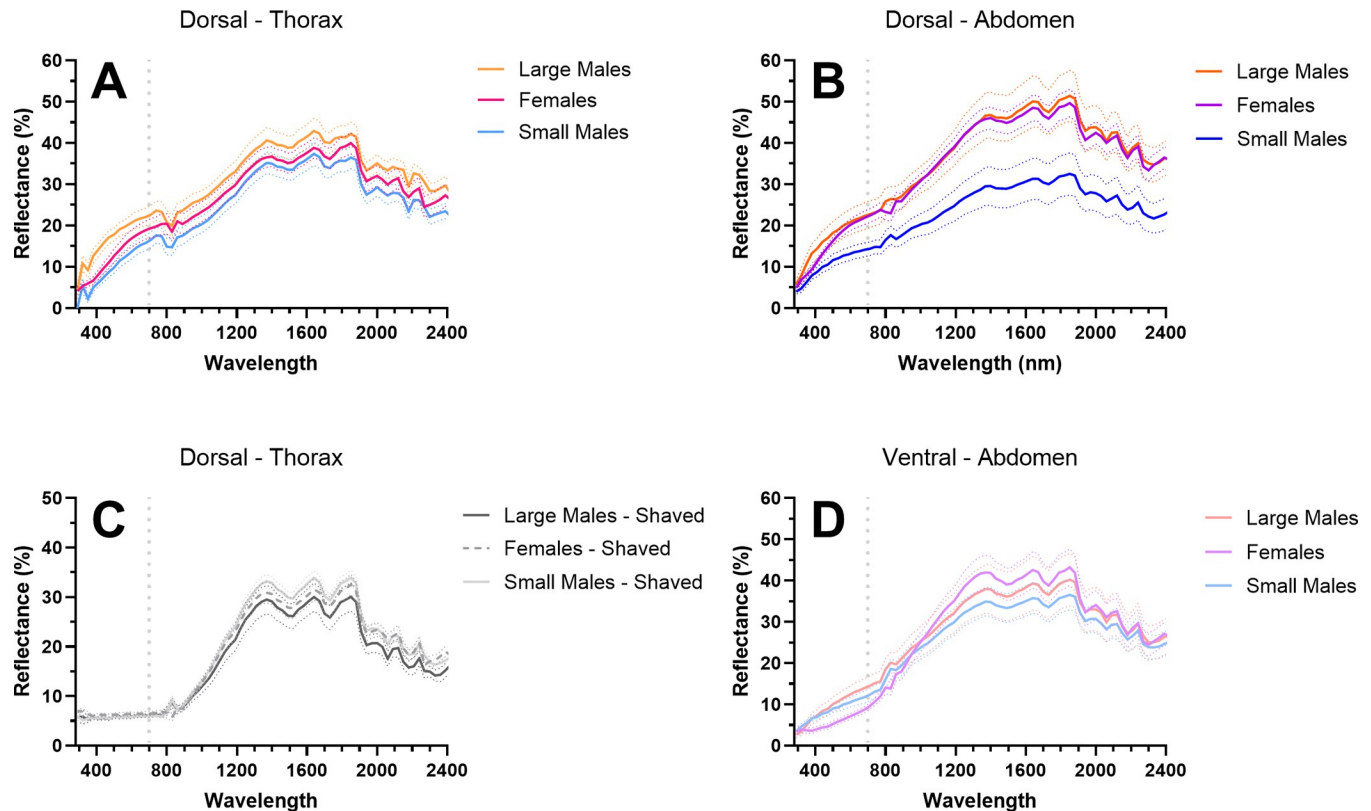 Dorsal - Thorax
A
Reflectance (%)
60
50
40
30
20
10
0
400 800 1200 1600 2000 2400
Wavelength
Large Males
Females
Small Males
Dorsal - Abdomen
B
Reflectance (%)
60
50
40
30
20
10
0
400 800 1200 1600 2000 2400
Wavelength (nm)
Large Males
Females
Small Males
Dorsal - Thorax
C
Reflectance (%)
50
40
30
20
10
0
400 800 1200 1600 2000 2400
Wavelength
Large Males - Shaved
Females - Shaved
Small Males - Shaved
Ventral - Abdomen
D
Reflectance (%)
60
50
40
30
20
10
0
400 800 1200 1600 2000 2400
Wavelength
Large Males
Females
Small Males